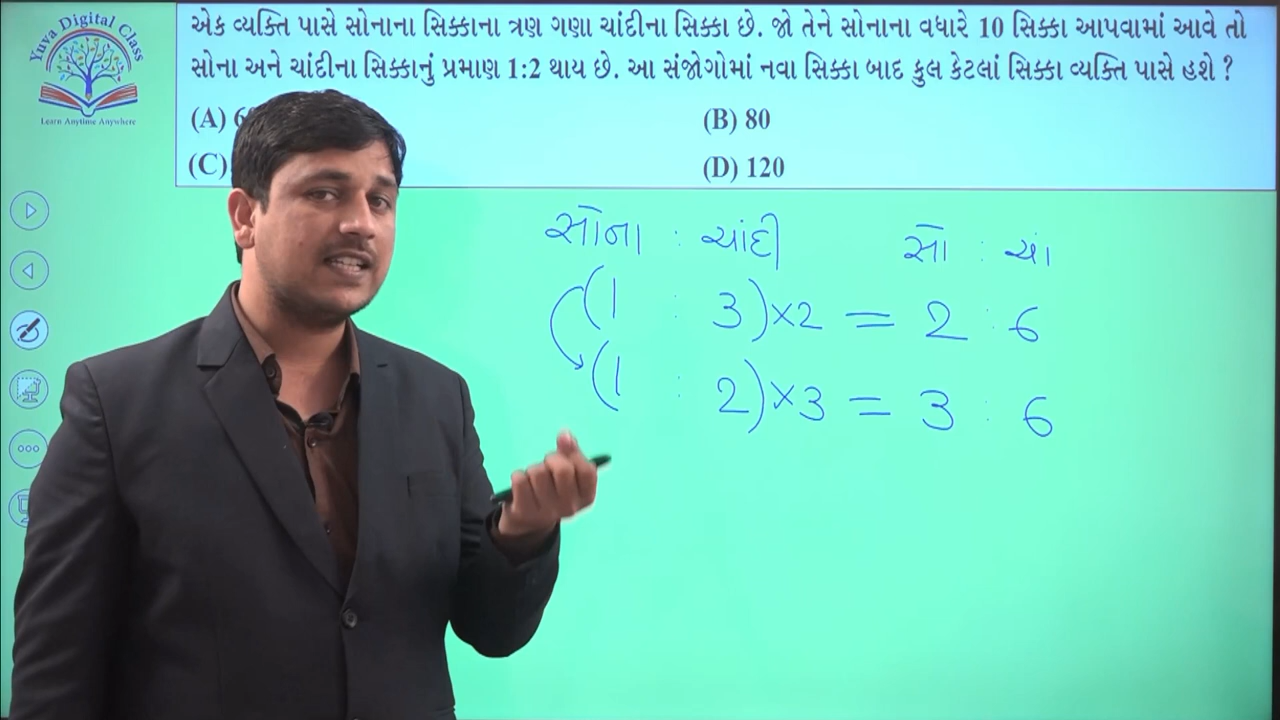 Yuva Digital Class
Learn Anytime Anywhere
એક વ્યક્તિ પાસે સોનાના સિક્કાના ત્રણ ગણા ચાંદીના સિક્કા છે. જો તેને સોનાના વધારે 10 સિક્કા આપવામાં આવે તો
સોના અને ચાંદીના સિક્કાનું પ્રમાણ 1:2 થાય છે. આ સંજોગોમાં નવા સિક્કા બાદ કુલ કેટલાં સિક્કા વ્યક્તિ પાસે હશે ?
(A) (B) 80
(C) (D) 120
સોના : ચાંદી સો : ચાં
(1 : 3)×2 = 2 : 6
(1 : 2)×3 = 3 : 6